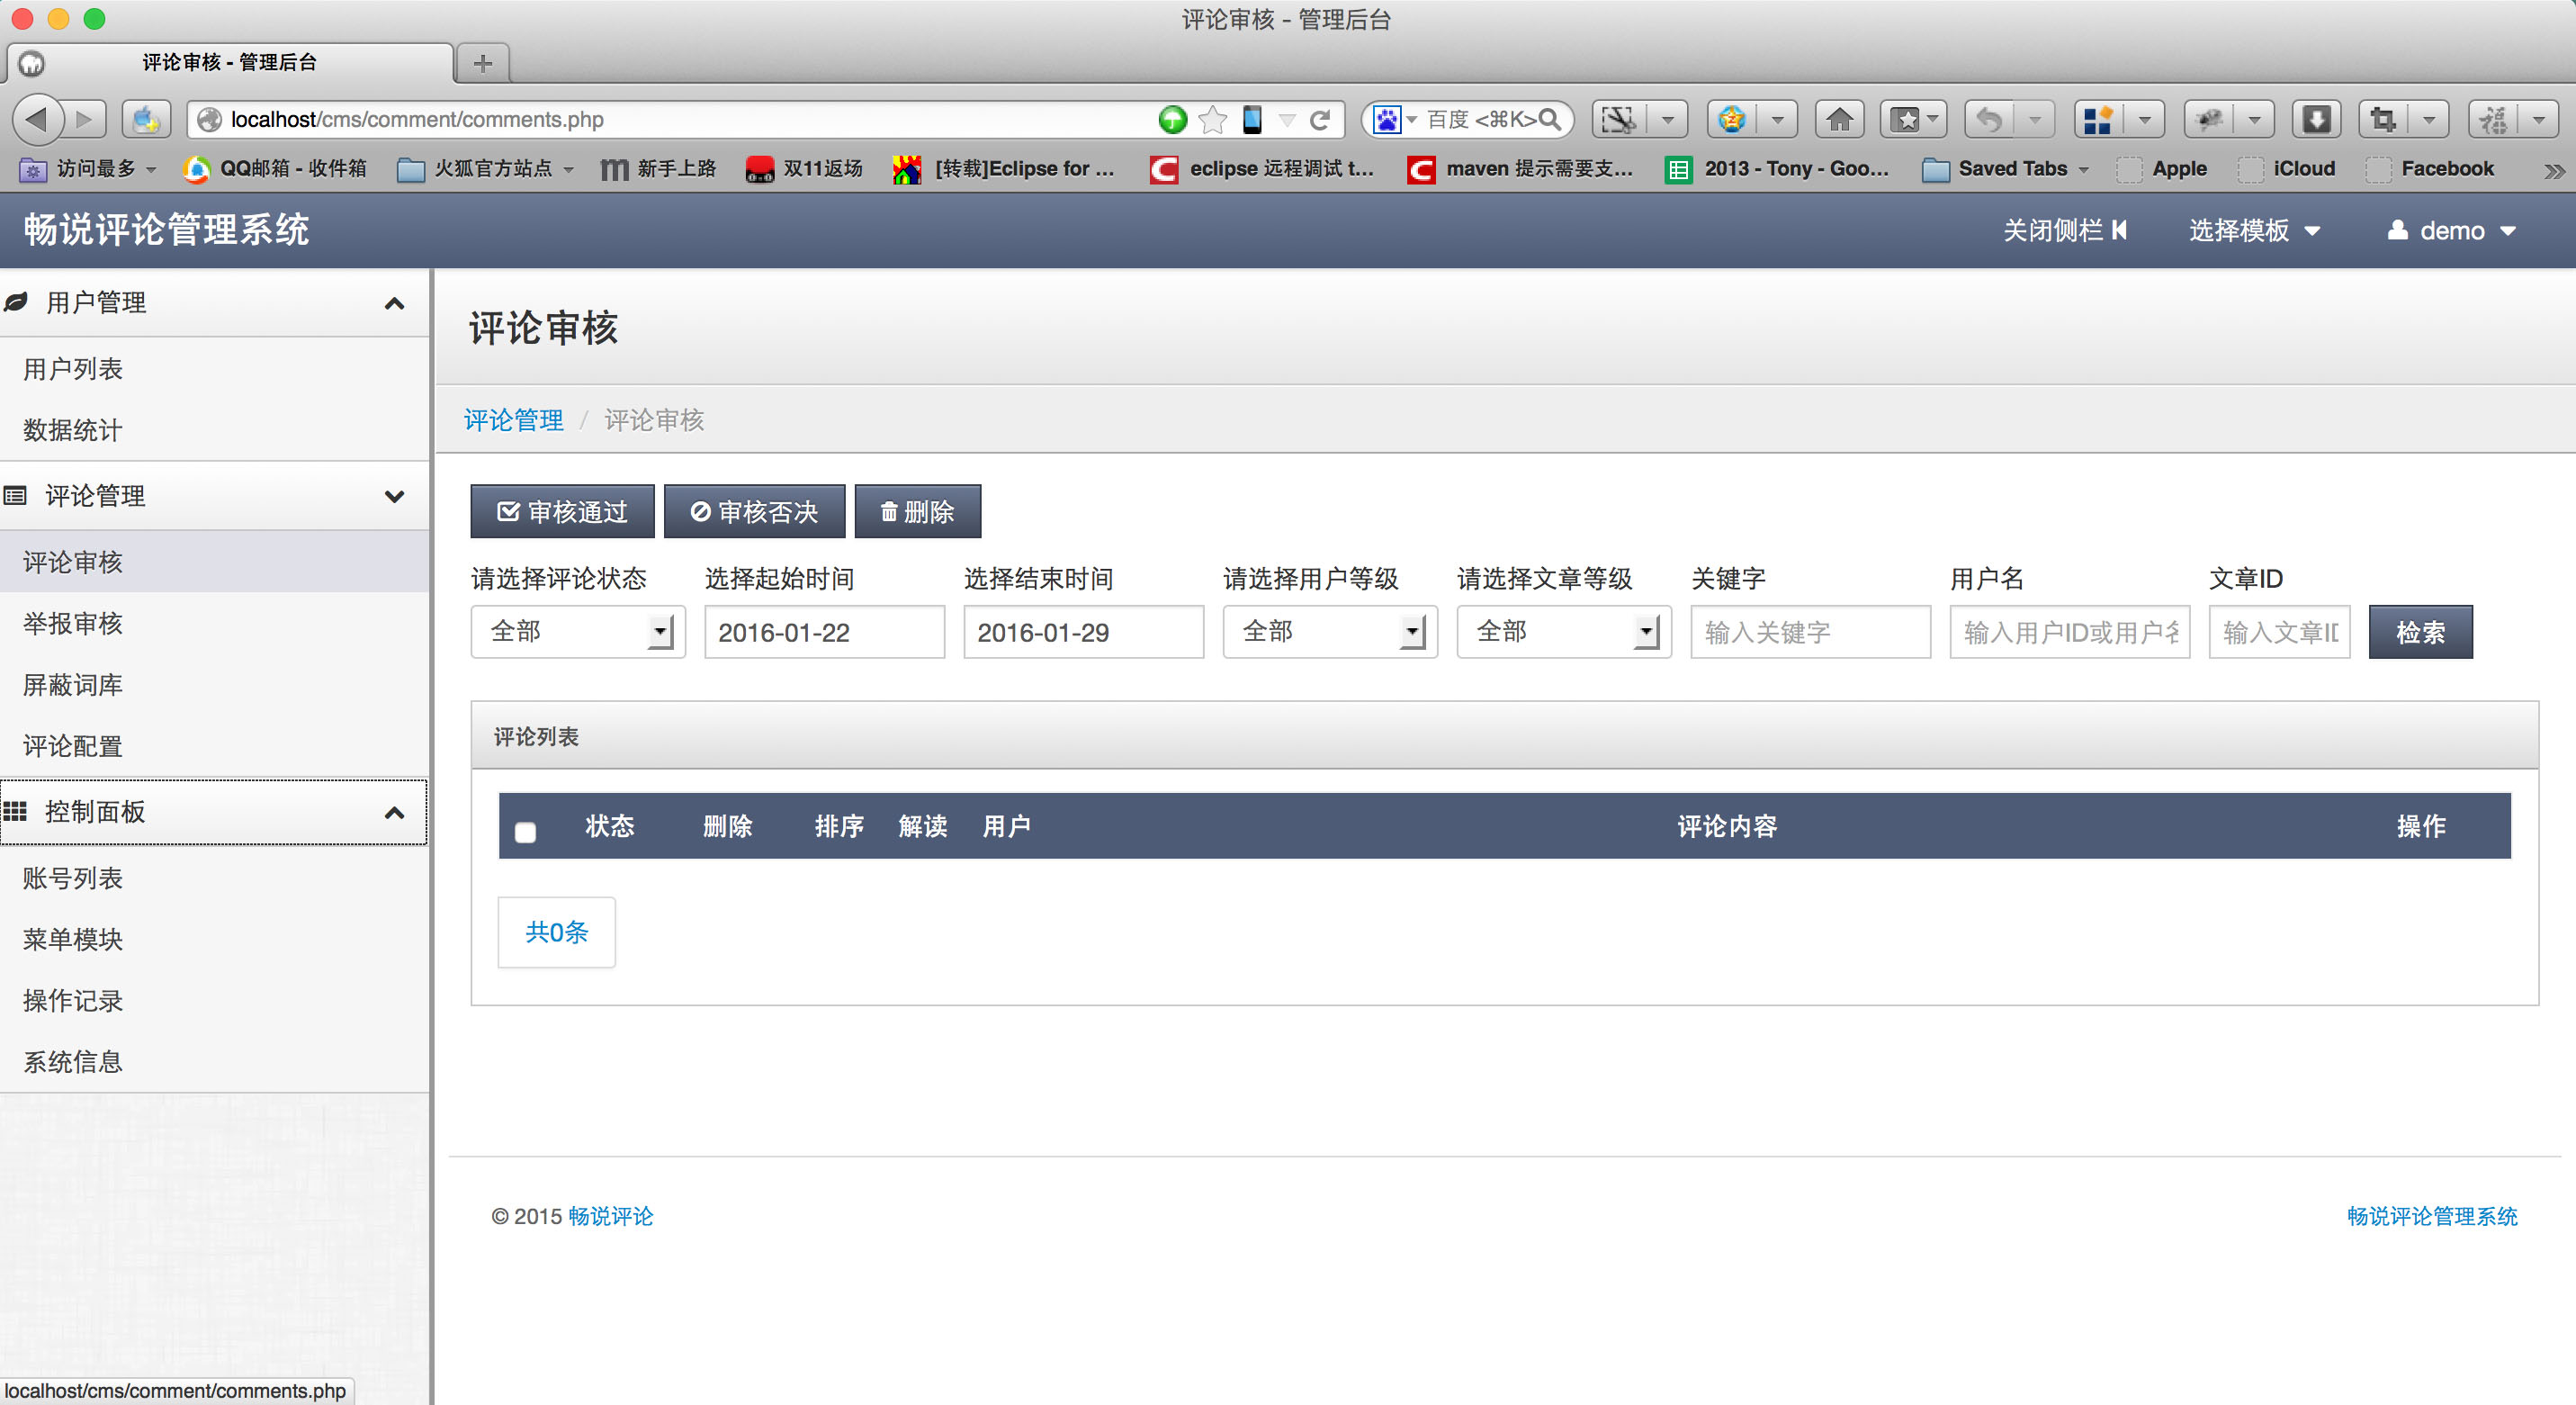 评论审核 - 管理后台
评论审核 - 管理后台
localhost/cms/comment/comments.php
百度 <⌘K>
访问最多
QQ邮箱 - 收件箱
火狐官方站点
新手上路
双11返场
[转载]Eclipse for ...
eclipse 远程调试 t...
maven 提示需要支...
2013 - Tony - Goo...
Saved Tabs
Apple
iCloud
Facebook
畅说评论管理系统
关闭侧栏
选择模板
demo
用户管理
用户列表
数据统计
评论管理
评论审核
举报审核
屏蔽词库
评论配置
控制面板
账号列表
菜单模块
操作记录
系统信息
评论审核
评论管理 / 评论审核
审核通过 审核否决 删除
请选择评论状态 选择起始时间 选择结束时间 请选择用户等级 请选择文章等级 关键字 用户名 文章ID
全部 2016-01-22 2016-01-29 全部 全部 输入关键字 输入用户ID或用户名 输入文章ID 检索
评论列表
状态 删除 排序 解读 用户 评论内容 操作
共0条
© 2015 畅说评论
畅说评论管理系统
localhost/cms/comment/comments.php